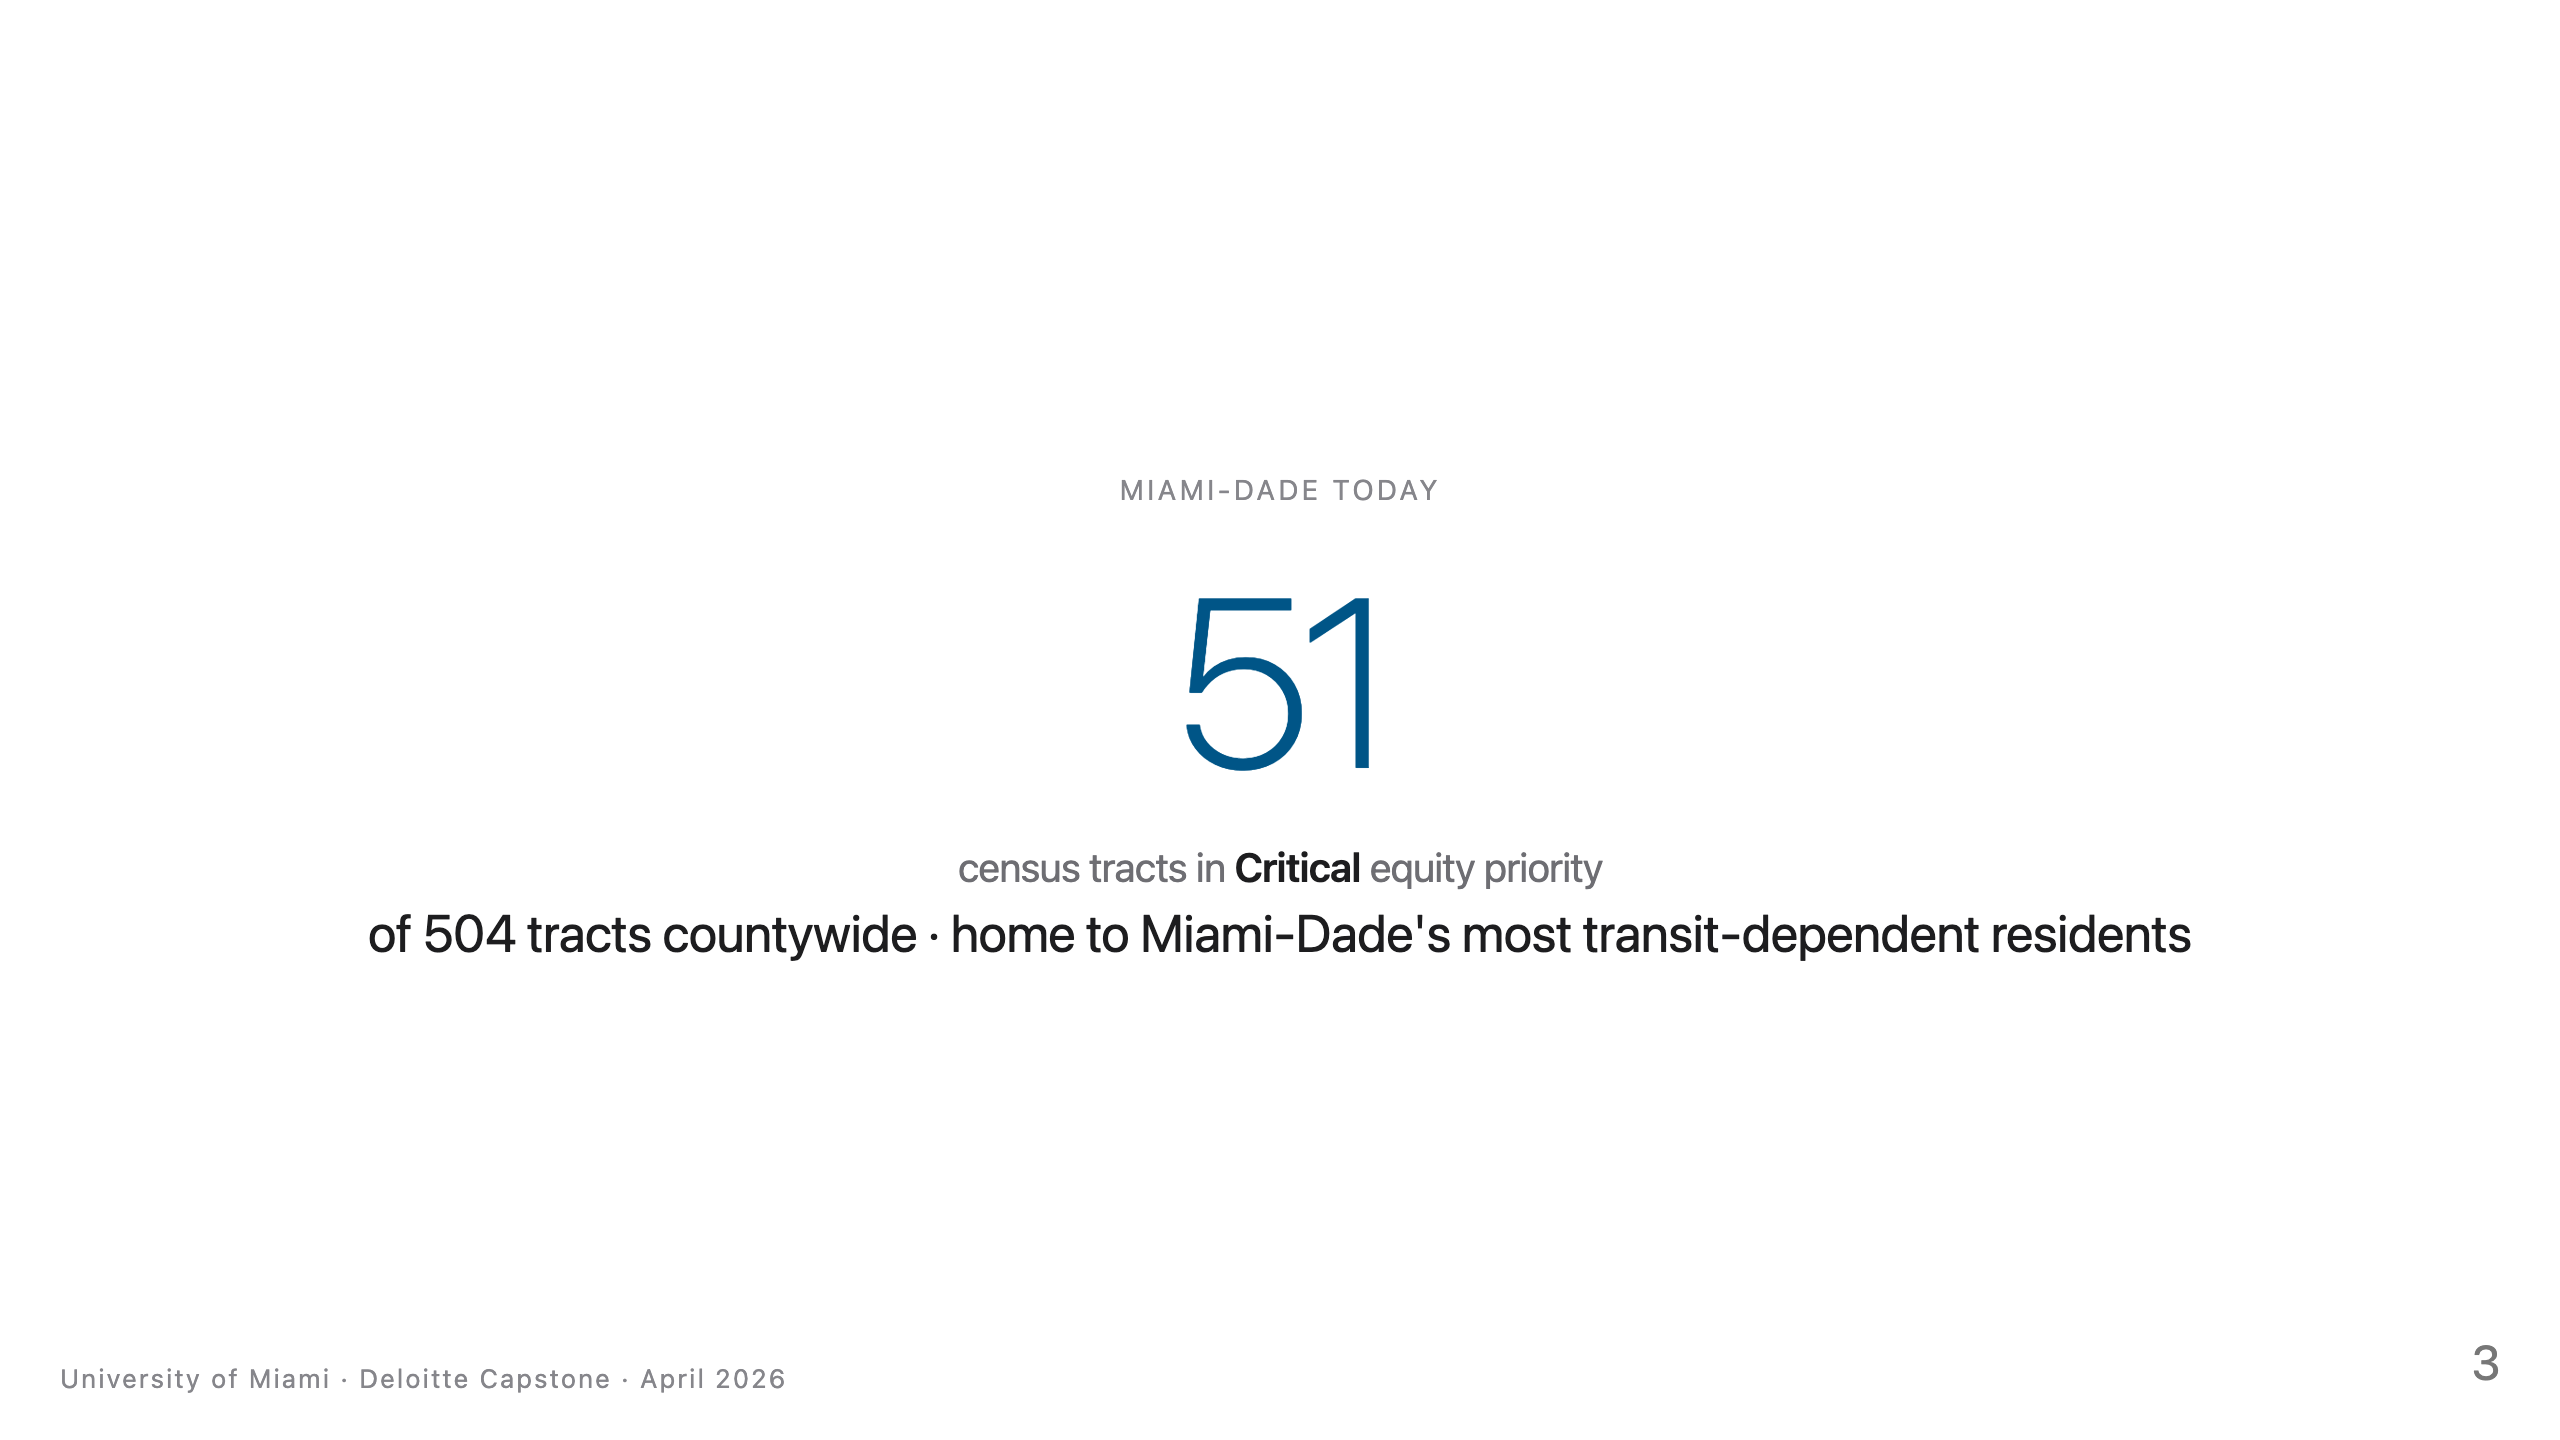 MIAMI-DADE TODAY
51
census tracts in Critical equity priority
of 504 tracts countywide · home to Miami-Dade's most transit-dependent residents
University of Miami · Deloitte Capstone · April 2026
3